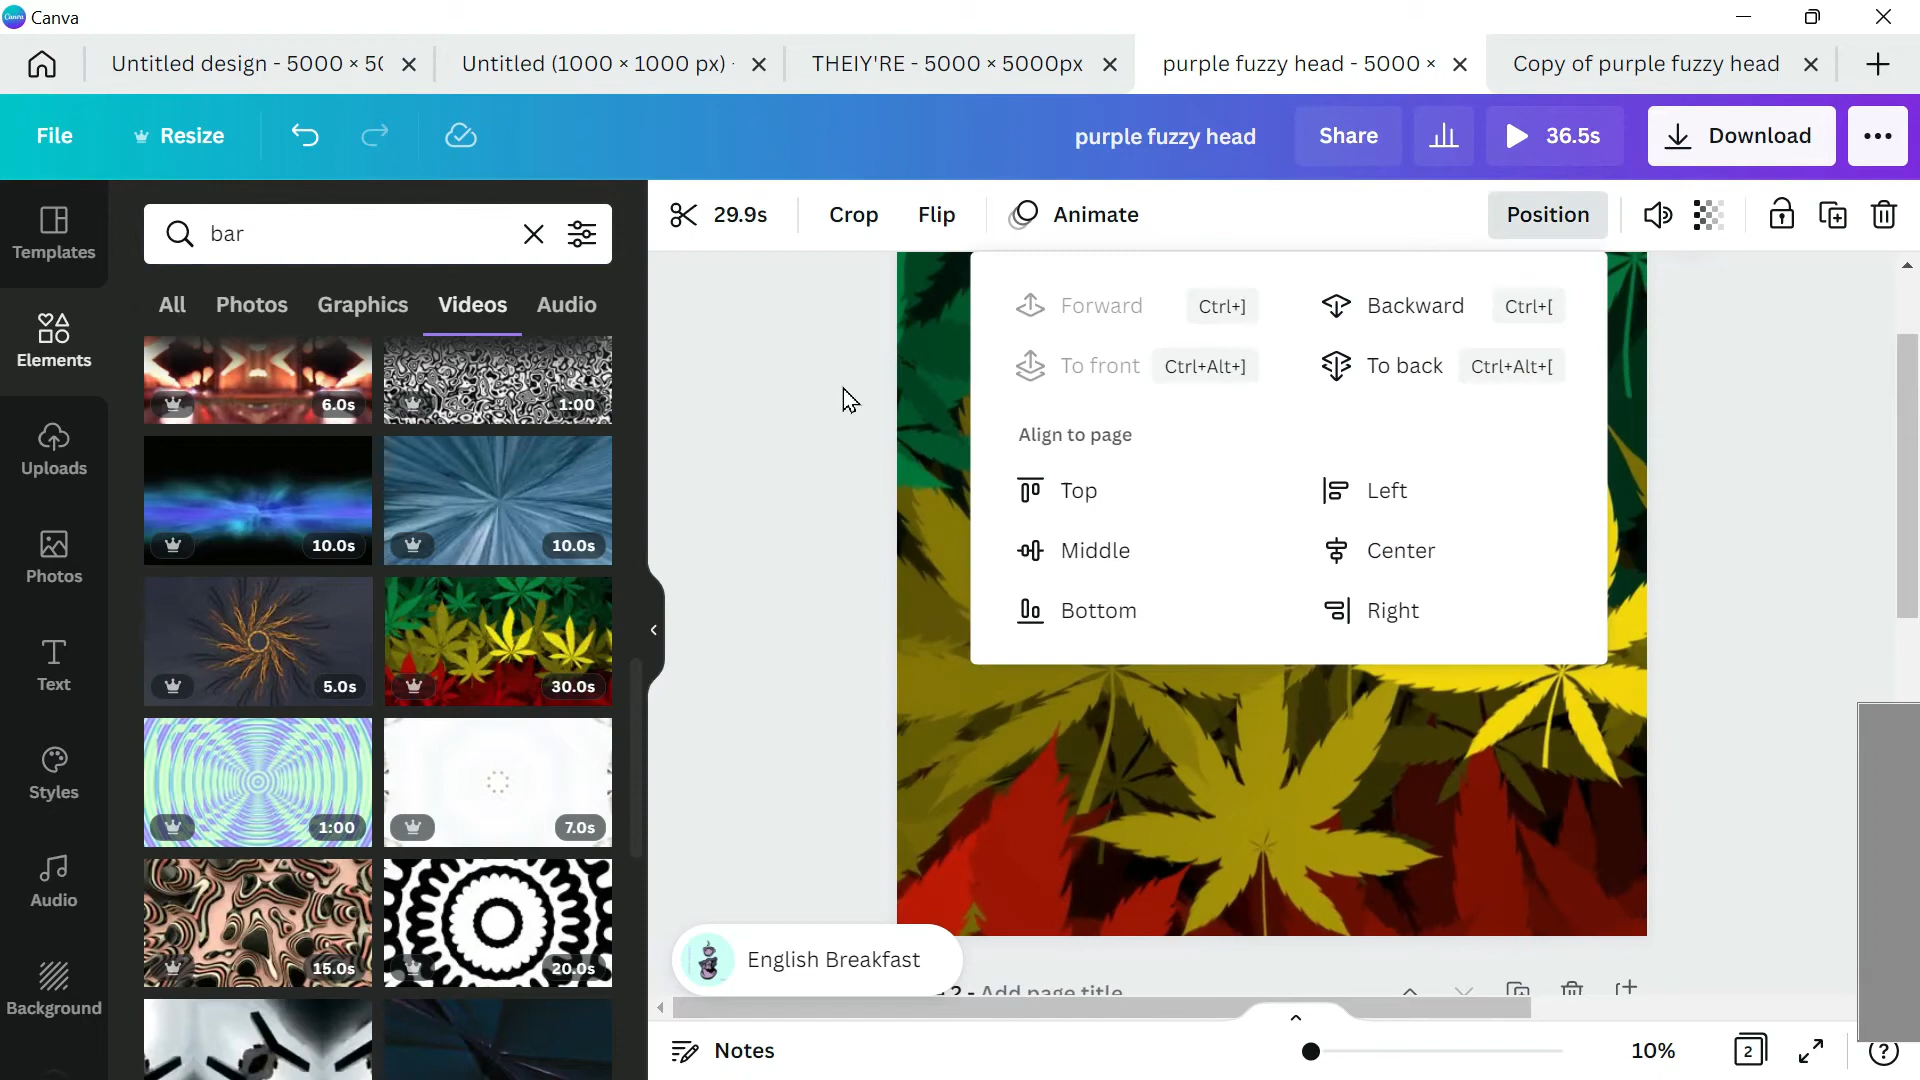 Canva
Untitled design - 5000 × 5(
Untitled (1000 × 1000 px) -
THEIY'RE - 5000 × 5000px
purple fuzzy head - 5000 ×
Copy of purple fuzzy head
File
Resize
purple fuzzy head
Share
36.5s
Download
Templates
bar
29.9s
Crop
Flip
Animate
Position
Elements
All
Photos
Graphics
Videos
Audio
Forward
Ctrl+]
Backward
Ctrl+[
To front
Ctrl+Alt+]
To back
Ctrl+Alt+[
Align to page
Top
Left
Middle
Center
Bottom
Right
6.0s
1:00
Uploads
10.0s
10.0s
Photos
5.0s
30.0s
Text
1:00
7.0s
Styles
15.0s
20.0s
Audio
Background
English Breakfast
2 - Add page title
Notes
10%
2